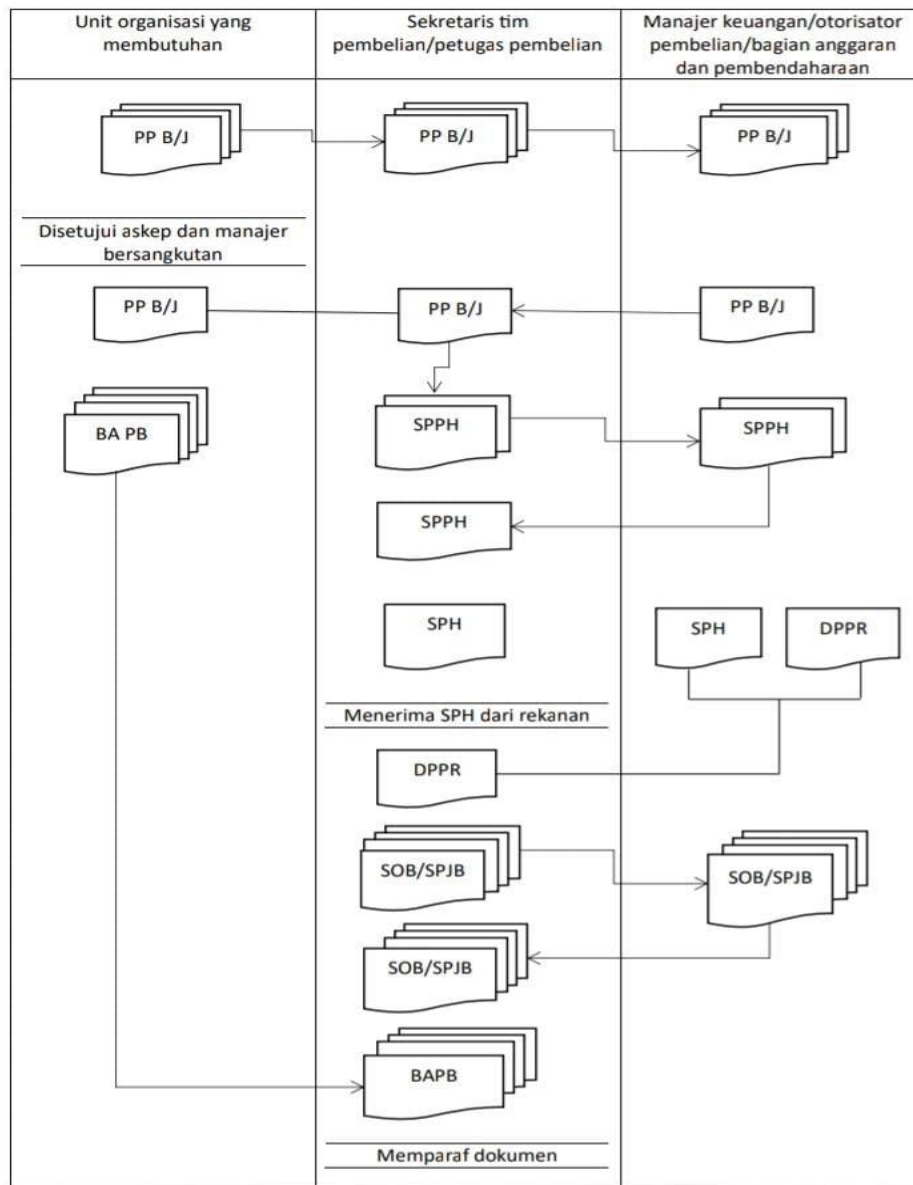 Unit organisasi yang
membutuhan
Sekretaris tim
pembelian/petugas pembelian
Manajer keuangan/otorisator
pembelian/bagian anggaran
dan pembendaharaan
PP B/J
PP B/J
PP B/J
Disetujui askep dan manajer
bersangkutan
PP B/J
PP B/J
PP B/J
BA PB
SPPH
SPPH
SPPH
SPH
SPH
DPPR
Menerima SPH dari rekanan
DPPR
SOB/SPJB
SOB/SPJB
SOB/SPJB
BAPB
Memparaf dokumen